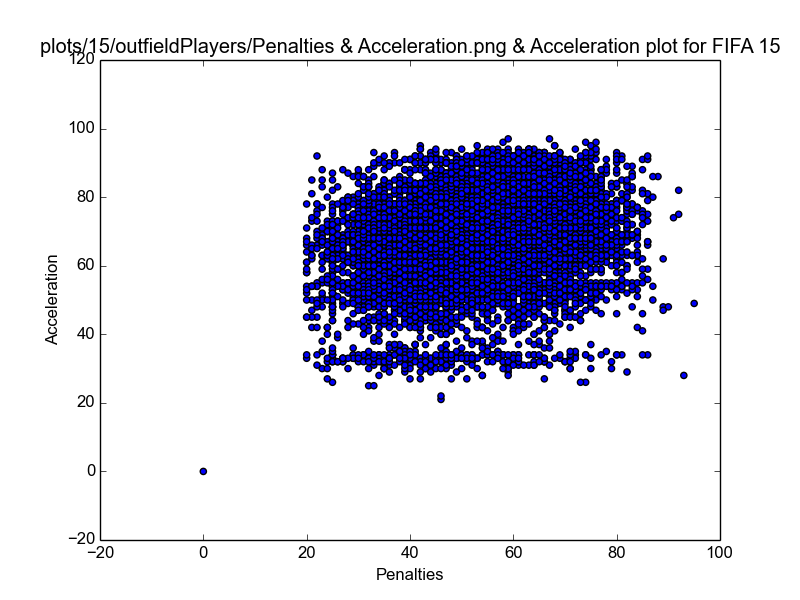 plots/15/outfieldPlayers/Penalties & Acceleration.png & Acceleration plot for FIFA 15
120
100
80
60
40
20
0
−20
Acceleration
−20 0 20 40 60 80 100
Penalties